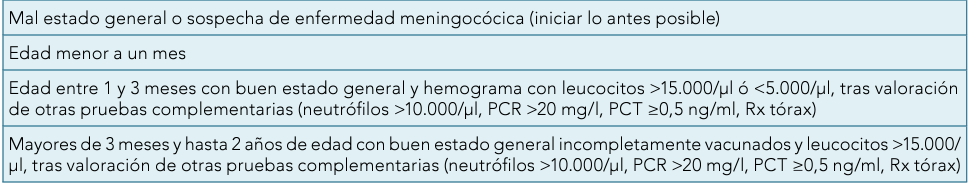 Mal estado general o sospecha de enfermedad meningocócica (iniciar lo antes posible)
Edad menor a un mes
Edad entre 1 y 3 meses con buen estado general y hemograma con leucocitos >15.000/µl ó <5.000/µl, tras valoración
de otras pruebas complementarias (neutrófilos >10.000/µl, PCR >20 mg/l, PCT ≥0,5 ng/ml, Rx tórax)
Mayores de 3 meses y hasta 2 años de edad con buen estado general incompletamente vacunados y leucocitos >15.000/
µl, tras valoración de otras pruebas complementarias (neutrófilos >10.000/µl, PCR >20 mg/l, PCT ≥0,5 ng/ml, Rx tórax)